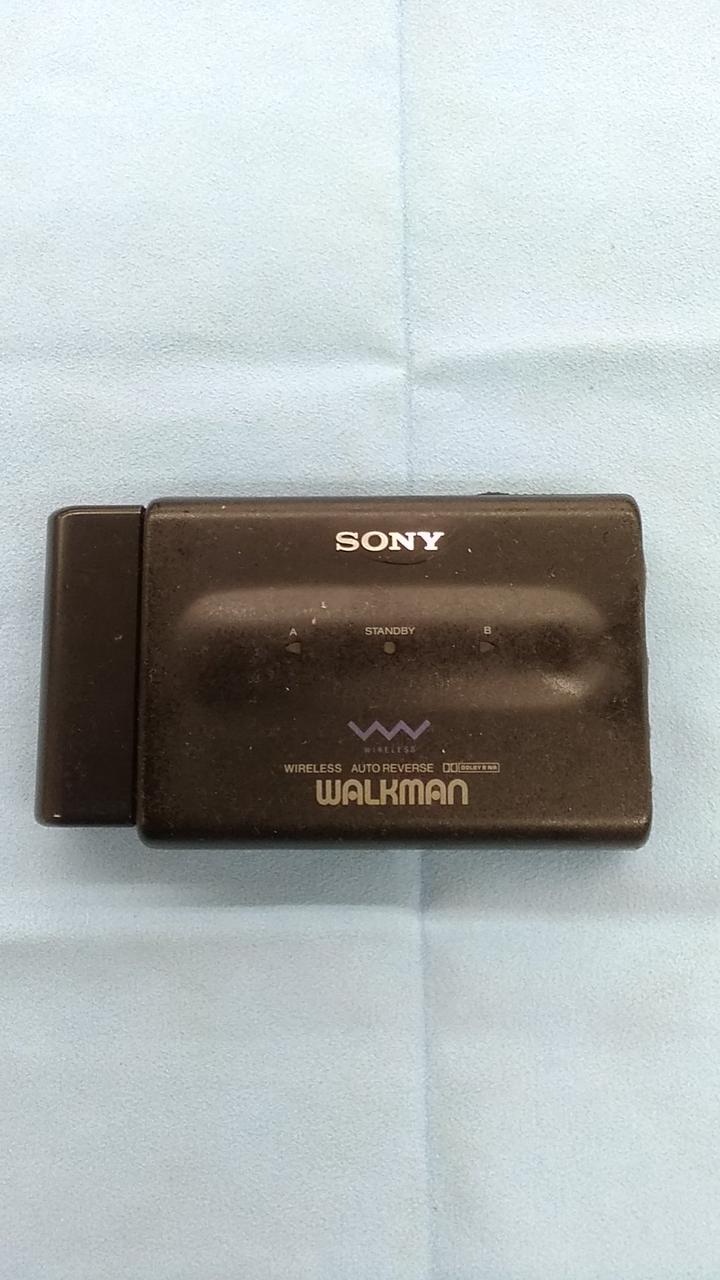 SONY
A STANDBY B
WIRELESS
WIRELESS AUTO REVERSE DOLBY B NR
WALKMAN